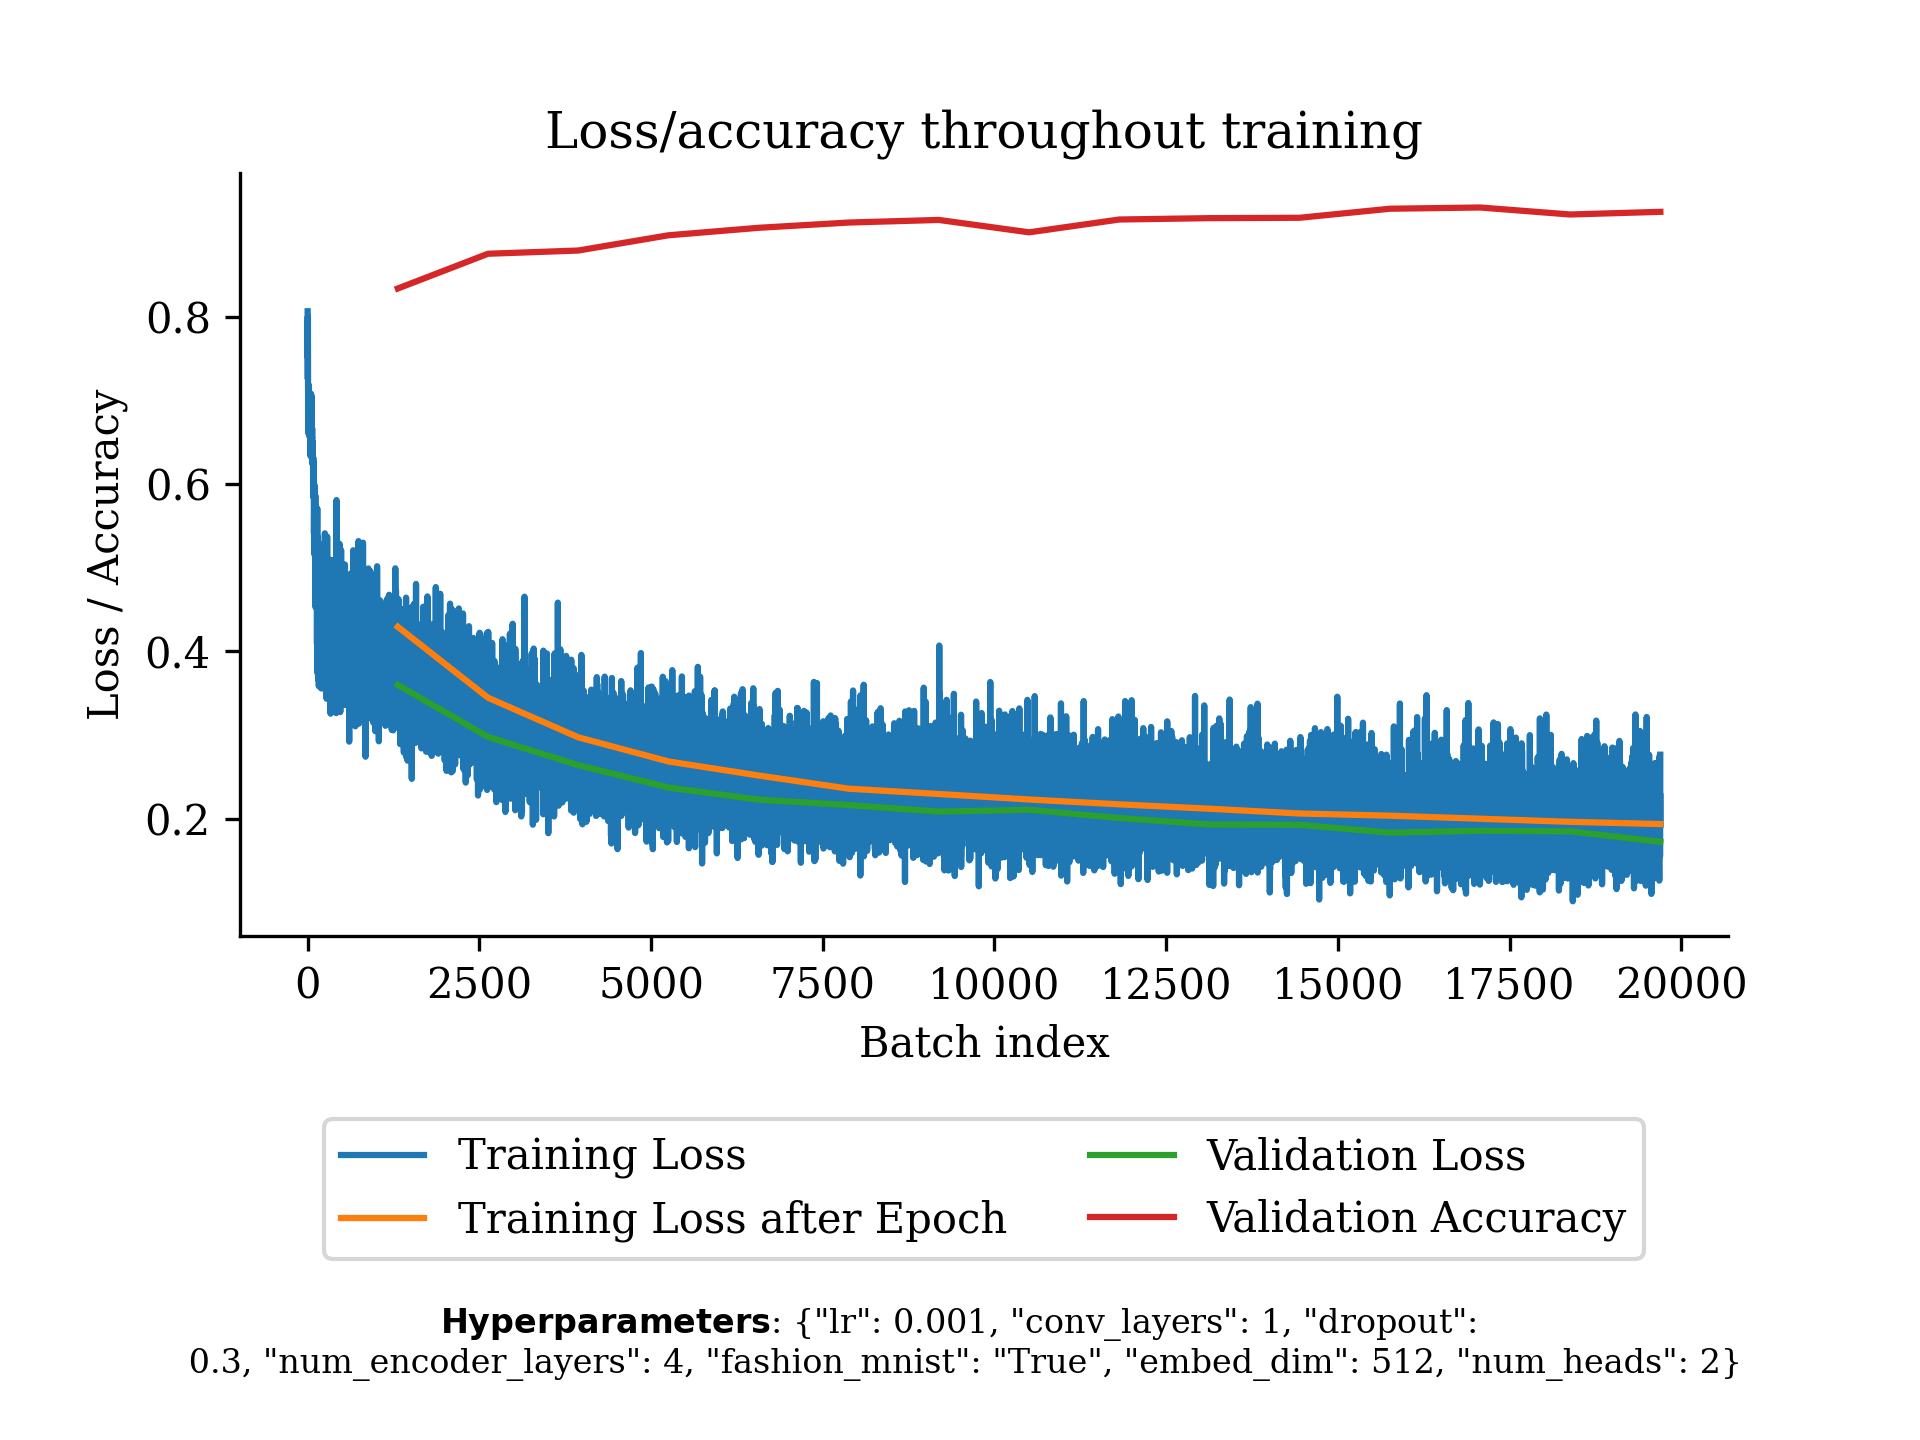 Loss/accuracy throughout training
Loss / Accuracy
0.8
0.6
0.4
0.2
0 2500 5000 7500 10000 12500 15000 17500 20000
Batch index
Training Loss
Training Loss after Epoch
Validation Loss
Validation Accuracy
Hyperparameters: {"lr": 0.001, "conv_layers": 1, "dropout":
0.3, "num_encoder_layers": 4, "fashion_mnist": "True", "embed_dim": 512, "num_heads": 2}